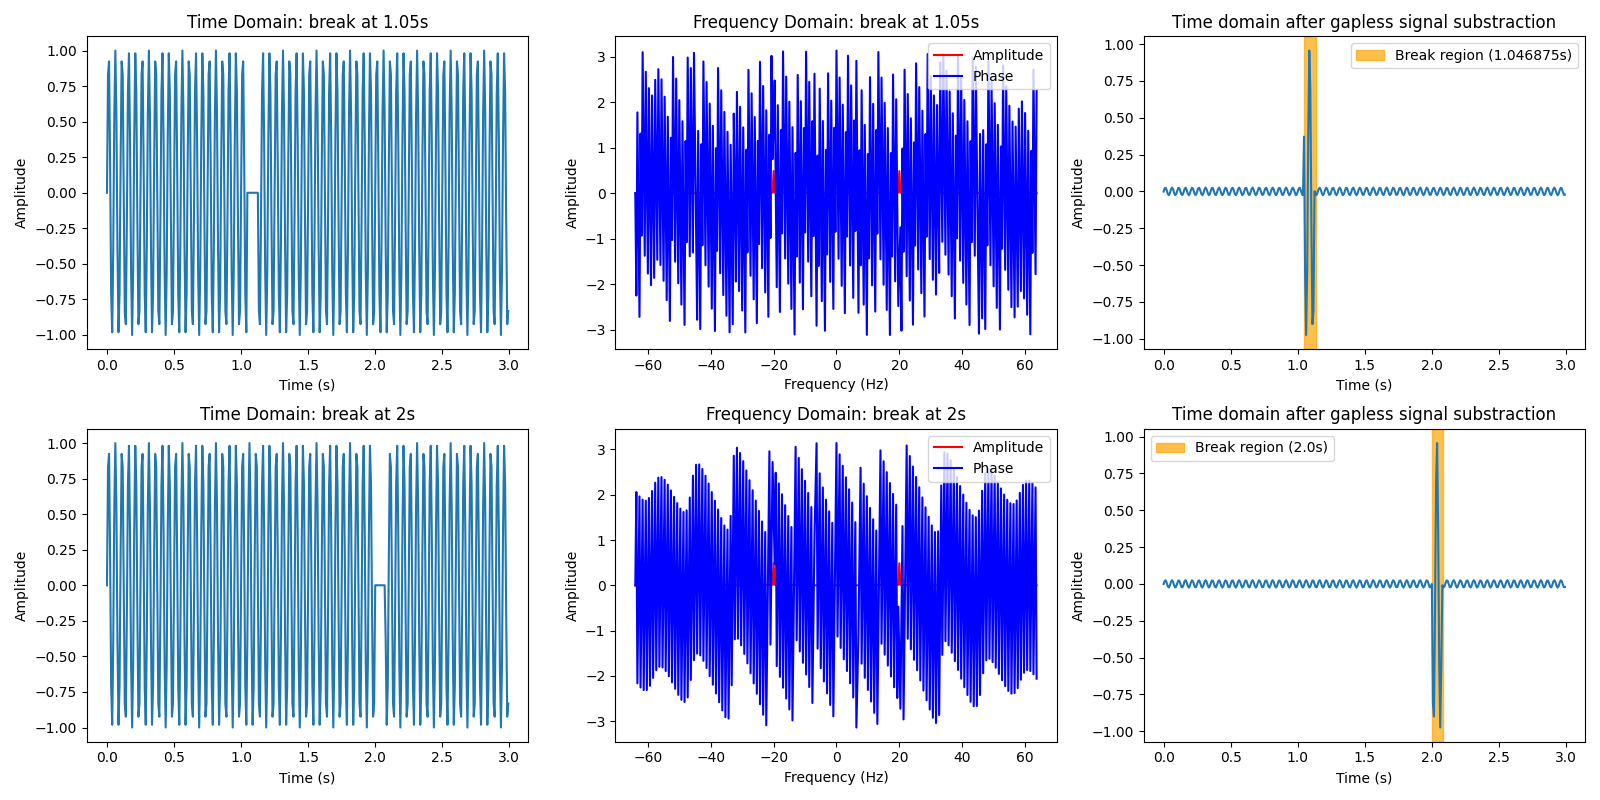 Time Domain: break at 1.05s
Amplitude
1.00
0.75
0.50
0.25
0.00
−0.25
−0.50
−0.75
−1.00
0.0 0.5 1.0 1.5 2.0 2.5 3.0
Time (s)
Frequency Domain: break at 1.05s
Amplitude
Phase
Amplitude
3
2
1
0
−1
−2
−3
−60 −40 −20 0 20 40 60
Frequency (Hz)
Time domain after gapless signal substraction
Break region (1.046875s)
Amplitude
1.00
0.75
0.50
0.25
0.00
−0.25
−0.50
−0.75
−1.00
0.0 0.5 1.0 1.5 2.0 2.5 3.0
Time (s)
Time Domain: break at 2s
Amplitude
1.00
0.75
0.50
0.25
0.00
−0.25
−0.50
−0.75
−1.00
0.0 0.5 1.0 1.5 2.0 2.5 3.0
Time (s)
Frequency Domain: break at 2s
Amplitude
Phase
Amplitude
3
2
1
0
−1
−2
−3
−60 −40 −20 0 20 40 60
Frequency (Hz)
Time domain after gapless signal substraction
Break region (2.0s)
Amplitude
1.00
0.75
0.50
0.25
0.00
−0.25
−0.50
−0.75
−1.00
0.0 0.5 1.0 1.5 2.0 2.5 3.0
Time (s)